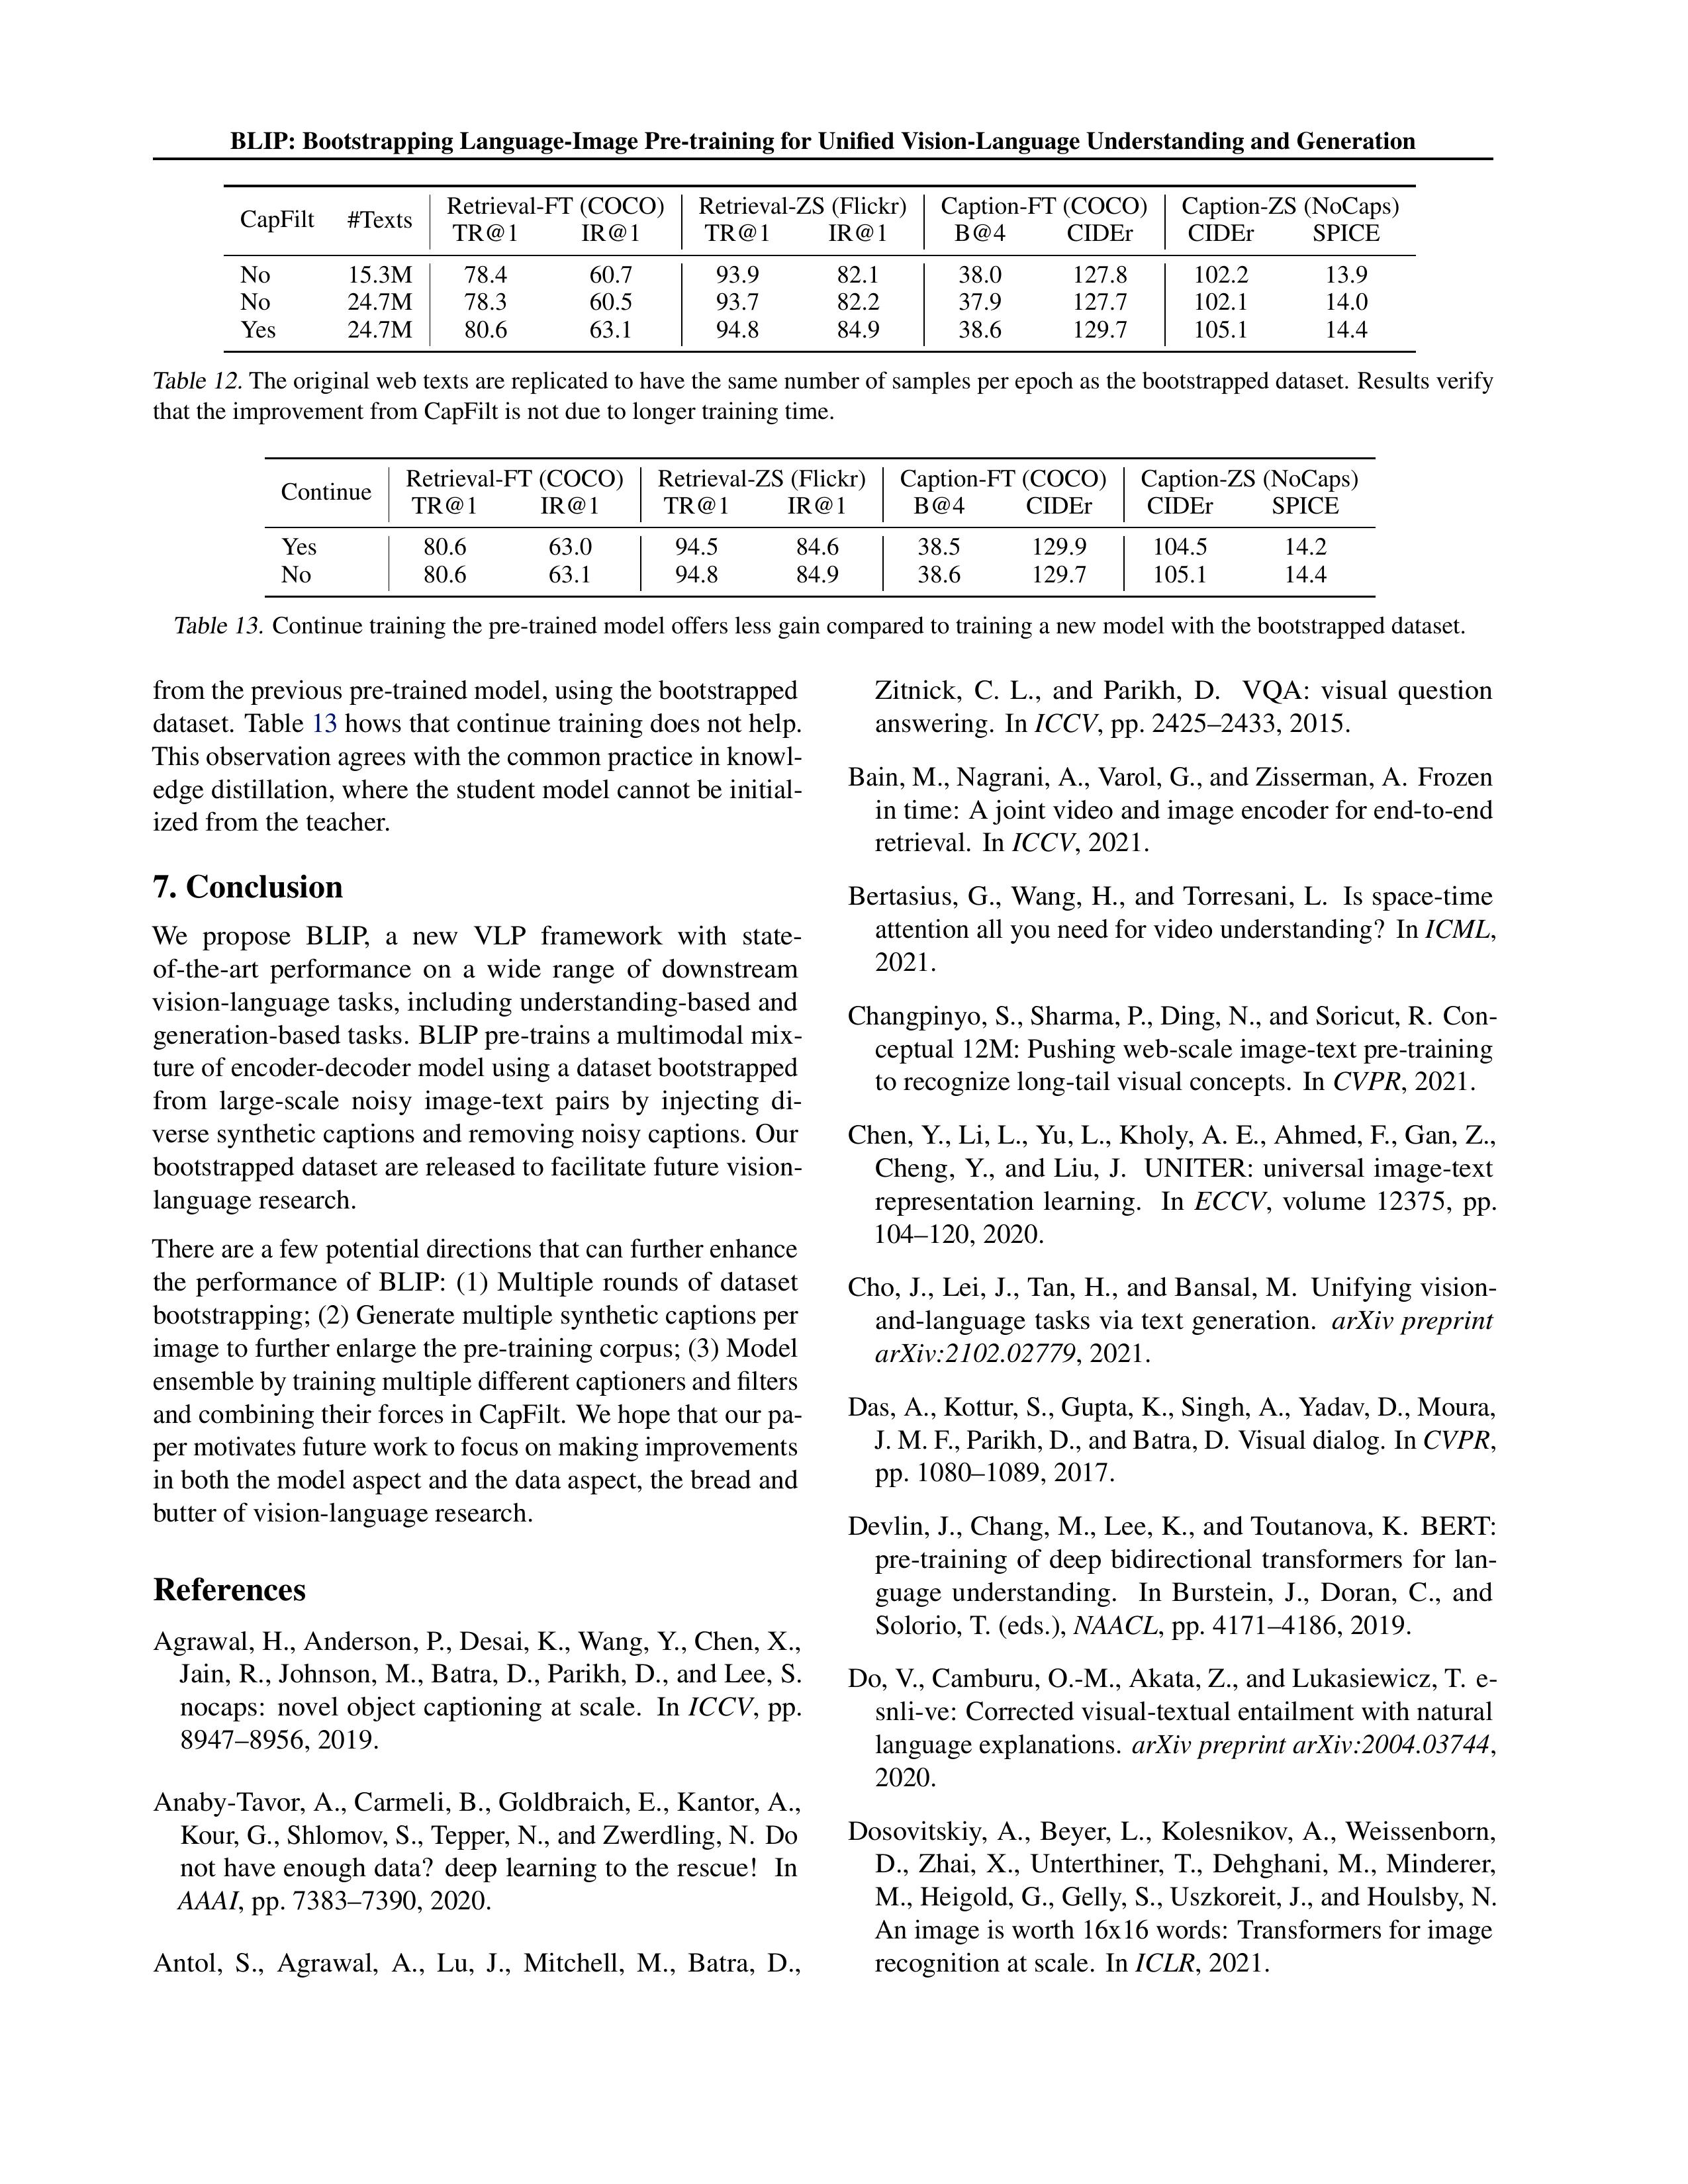 BLIP: Bootstrapping Language-Image Pre-training for Unified Vision-Language Understanding and Generation
CapFilt #Texts Retrieval-FT (COCO) Retrieval-ZS (Flickr) Caption-FT (COCO) Caption-ZS (NoCaps)
TR@1 IR@1 TR@1 IR@1 B@4 CIDEr CIDEr SPICE
No 15.3M 78.4 60.7 93.9 82.1 38.0 127.8 102.2 13.9
No 24.7M 78.3 60.5 93.7 82.2 37.9 127.7 102.1 14.0
Yes 24.7M 80.6 63.1 94.8 84.9 38.6 129.7 105.1 14.4
Table 12. The original web texts are replicated to have the same number of samples per epoch as the bootstrapped dataset. Results verify
that the improvement from CapFilt is not due to longer training time.
Continue Retrieval-FT (COCO) Retrieval-ZS (Flickr) Caption-FT (COCO) Caption-ZS (NoCaps)
TR@1 IR@1 TR@1 IR@1 B@4 CIDEr CIDEr SPICE
Yes 80.6 63.0 94.5 84.6 38.5 129.9 104.5 14.2
No 80.6 63.1 94.8 84.9 38.6 129.7 105.1 14.4
Table 13. Continue training the pre-trained model offers less gain compared to training a new model with the bootstrapped dataset.
from the previous pre-trained model, using the bootstrapped
dataset. Table 13 hows that continue training does not help.
This observation agrees with the common practice in knowl-
edge distillation, where the student model cannot be initial-
ized from the teacher.
7. Conclusion
We propose BLIP, a new VLP framework with state-
of-the-art performance on a wide range of downstream
vision-language tasks, including understanding-based and
generation-based tasks. BLIP pre-trains a multimodal mix-
ture of encoder-decoder model using a dataset bootstrapped
from large-scale noisy image-text pairs by injecting di-
verse synthetic captions and removing noisy captions. Our
bootstrapped dataset are released to facilitate future vision-
language research.
There are a few potential directions that can further enhance
the performance of BLIP: (1) Multiple rounds of dataset
bootstrapping; (2) Generate multiple synthetic captions per
image to further enlarge the pre-training corpus; (3) Model
ensemble by training multiple different captioners and filters
and combining their forces in CapFilt. We hope that our pa-
per motivates future work to focus on making improvements
in both the model aspect and the data aspect, the bread and
butter of vision-language research.
References
Agrawal, H., Anderson, P., Desai, K., Wang, Y., Chen, X.,
Jain, R., Johnson, M., Batra, D., Parikh, D., and Lee, S.
nocaps: novel object captioning at scale. In ICCV, pp.
8947–8956, 2019.
Anaby-Tavor, A., Carmeli, B., Goldbraich, E., Kantor, A.,
Kour, G., Shlomov, S., Tepper, N., and Zwerdling, N. Do
not have enough data? deep learning to the rescue! In
AAAI, pp. 7383–7390, 2020.
Antol, S., Agrawal, A., Lu, J., Mitchell, M., Batra, D.,
Zitnick, C. L., and Parikh, D. VQA: visual question
answering. In ICCV, pp. 2425–2433, 2015.
Bain, M., Nagrani, A., Varol, G., and Zisserman, A. Frozen
in time: A joint video and image encoder for end-to-end
retrieval. In ICCV, 2021.
Bertasius, G., Wang, H., and Torresani, L. Is space-time
attention all you need for video understanding? In ICML,
2021.
Changpinyo, S., Sharma, P., Ding, N., and Soricut, R. Con-
ceptual 12M: Pushing web-scale image-text pre-training
to recognize long-tail visual concepts. In CVPR, 2021.
Chen, Y., Li, L., Yu, L., Kholy, A. E., Ahmed, F., Gan, Z.,
Cheng, Y., and Liu, J. UNITER: universal image-text
representation learning. In ECCV, volume 12375, pp.
104–120, 2020.
Cho, J., Lei, J., Tan, H., and Bansal, M. Unifying vision-
and-language tasks via text generation. arXiv preprint
arXiv:2102.02779, 2021.
Das, A., Kottur, S., Gupta, K., Singh, A., Yadav, D., Moura,
J. M. F., Parikh, D., and Batra, D. Visual dialog. In CVPR,
pp. 1080–1089, 2017.
Devlin, J., Chang, M., Lee, K., and Toutanova, K. BERT:
pre-training of deep bidirectional transformers for lan-
guage understanding. In Burstein, J., Doran, C., and
Solorio, T. (eds.), NAACL, pp. 4171–4186, 2019.
Do, V., Camburu, O.-M., Akata, Z., and Lukasiewicz, T. e-
snli-ve: Corrected visual-textual entailment with natural
language explanations. arXiv preprint arXiv:2004.03744,
2020.
Dosovitskiy, A., Beyer, L., Kolesnikov, A., Weissenborn,
D., Zhai, X., Unterthiner, T., Dehghani, M., Minderer,
M., Heigold, G., Gelly, S., Uszkoreit, J., and Houlsby, N.
An image is worth 16x16 words: Transformers for image
recognition at scale. In ICLR, 2021.